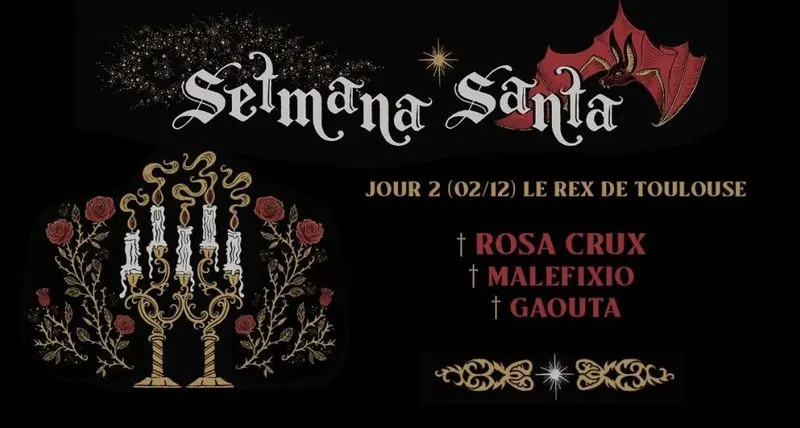 Setmana Santa
JOUR 2 (02/12) LE REX DE TOULOUSE
† ROSA CRUX
† MALEFIXIO
† GAOUTA